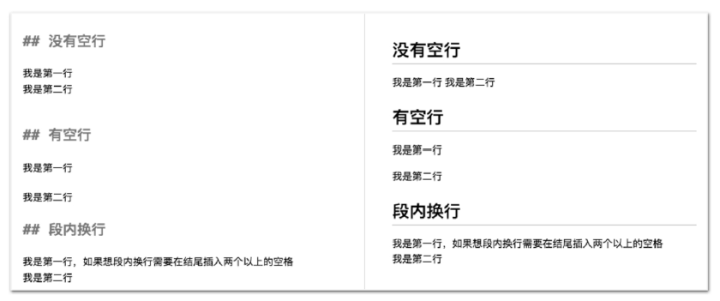 ## 没有空行
我是第一行
我是第二行
## 有空行
我是第一行
我是第二行
## 段内换行
我是第一行，如果想段内换行需要在结尾插入两个以上的空格
我是第二行
没有空行
我是第一行 我是第二行
有空行
我是第一行
我是第二行
段内换行
我是第一行，如果想段内换行需要在结尾插入两个以上的空格
我是第二行